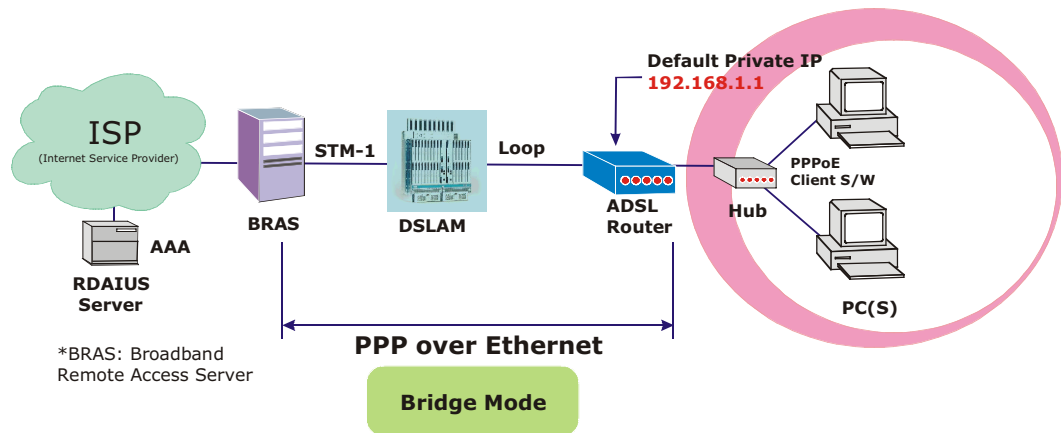 ISP
(Internet Service Provider)
AAA
RDAIUS
Server
*BRAS: Broadband
Remote Access Server
BRAS
STM-1
DSLAM
Loop
Default Private IP
192.168.1.1
ADSL
Router
Hub
PPPoE
Client S/W
PC(S)
PPP over Ethernet
Bridge Mode